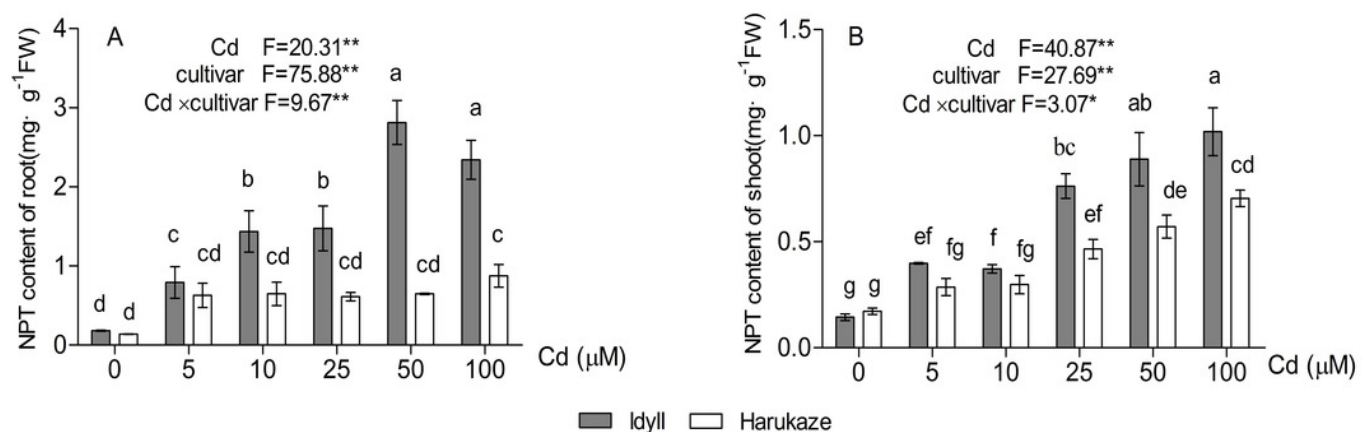 A
Cd F=20.31**
cultivar F=75.88**
Cd ×cultivar F=9.67**
NPT content of root(mg· g⁻¹FW)
4
3
2
1
0
d d c cd b cd b cd a cd a c
0 5 10 25 50 100 Cd (μM)
B
Cd F=40.87**
cultivar F=27.69**
Cd ×cultivar F=3.07*
NPT content of shoot(mg· g⁻¹FW)
1.5
1.0
0.5
0.0
g g ef fg f fg bc ef ab de a cd
0 5 10 25 50 100 Cd (μM)
Idyll Harukaze